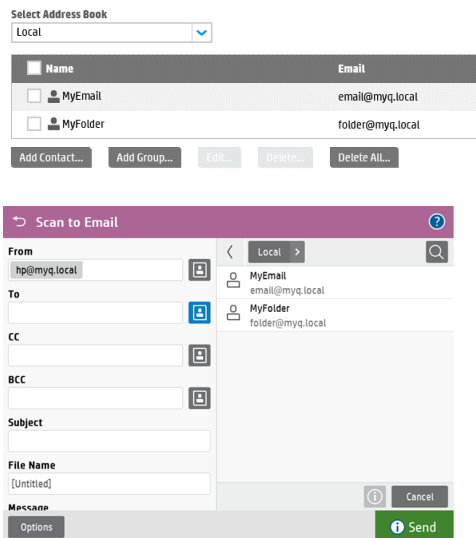 Select Address Book
Local
Name Email
MyEmail email@myq.local
MyFolder folder@myq.local
Add Contact... Add Group... Edit... Delete... Delete All...
Scan to Email ?
From
hp@myq.local
To
CC
BCC
Subject
File Name
[Untitled]
Message
Options
Local
MyEmail
email@myq.local
MyFolder
folder@myq.local
Cancel
Send